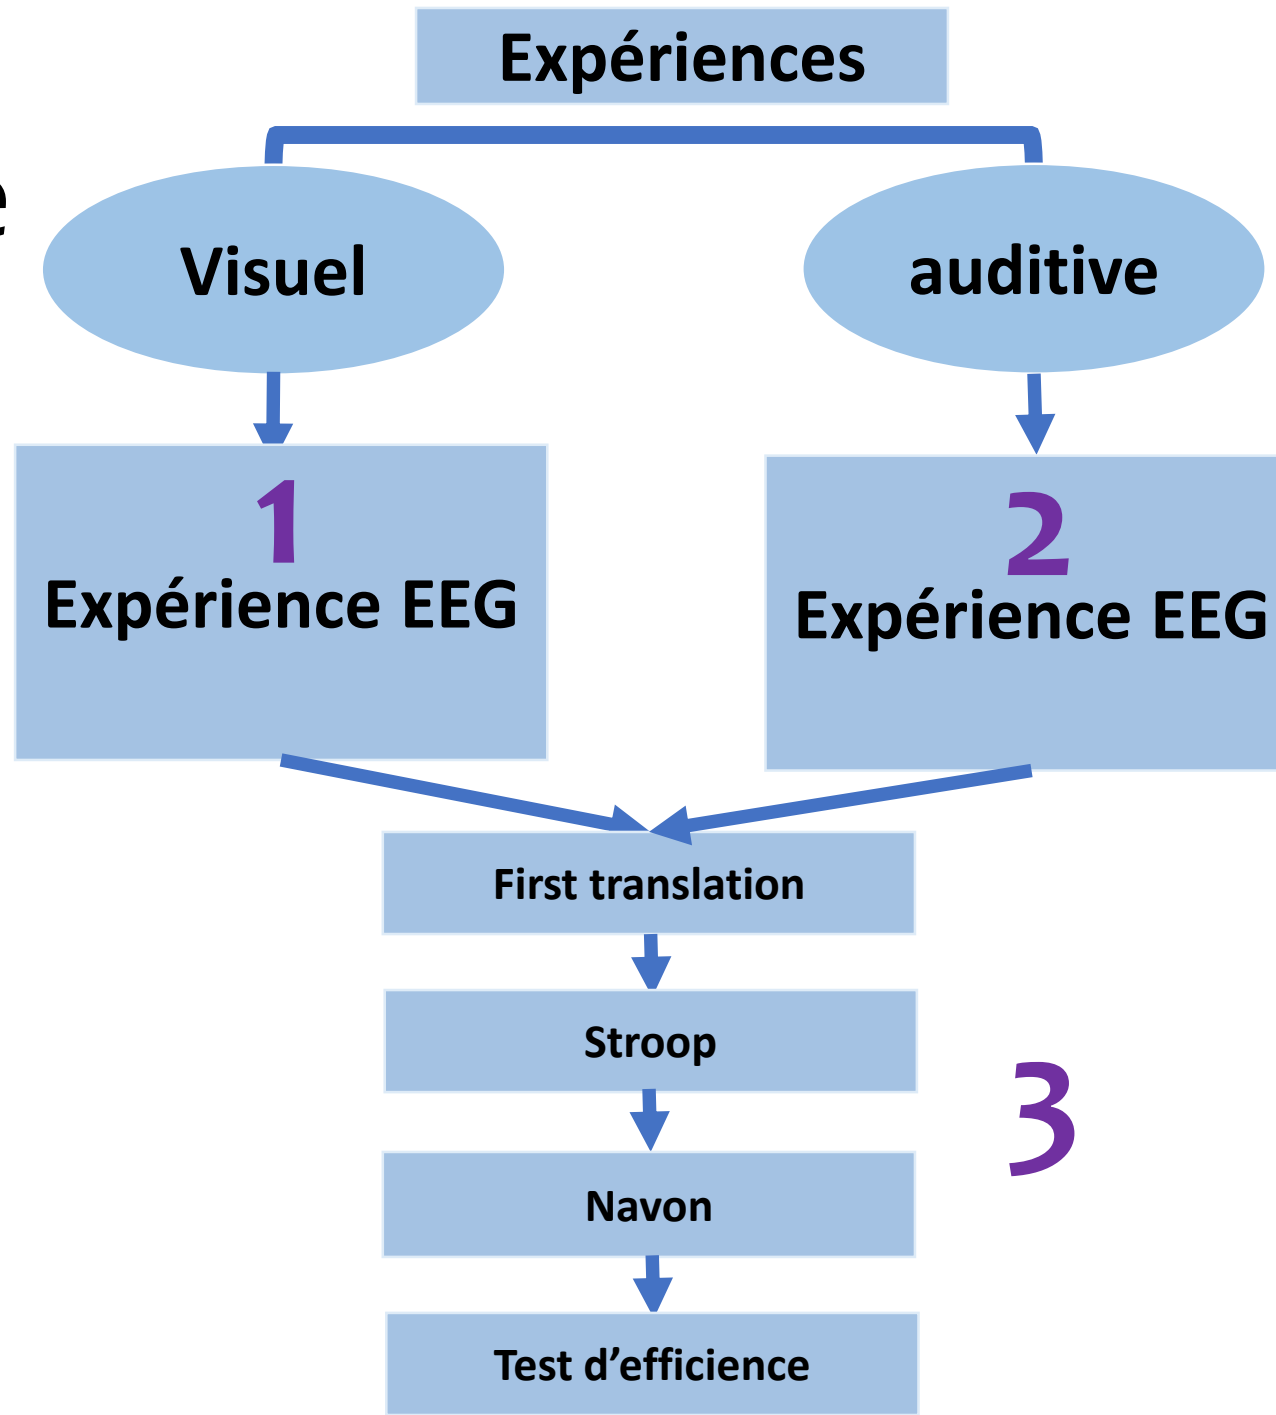 Expériences
e
Visuel
auditive
1
Expérience EEG
2
Expérience EEG
First translation
Stroop
3
Navon
Test d’efficience